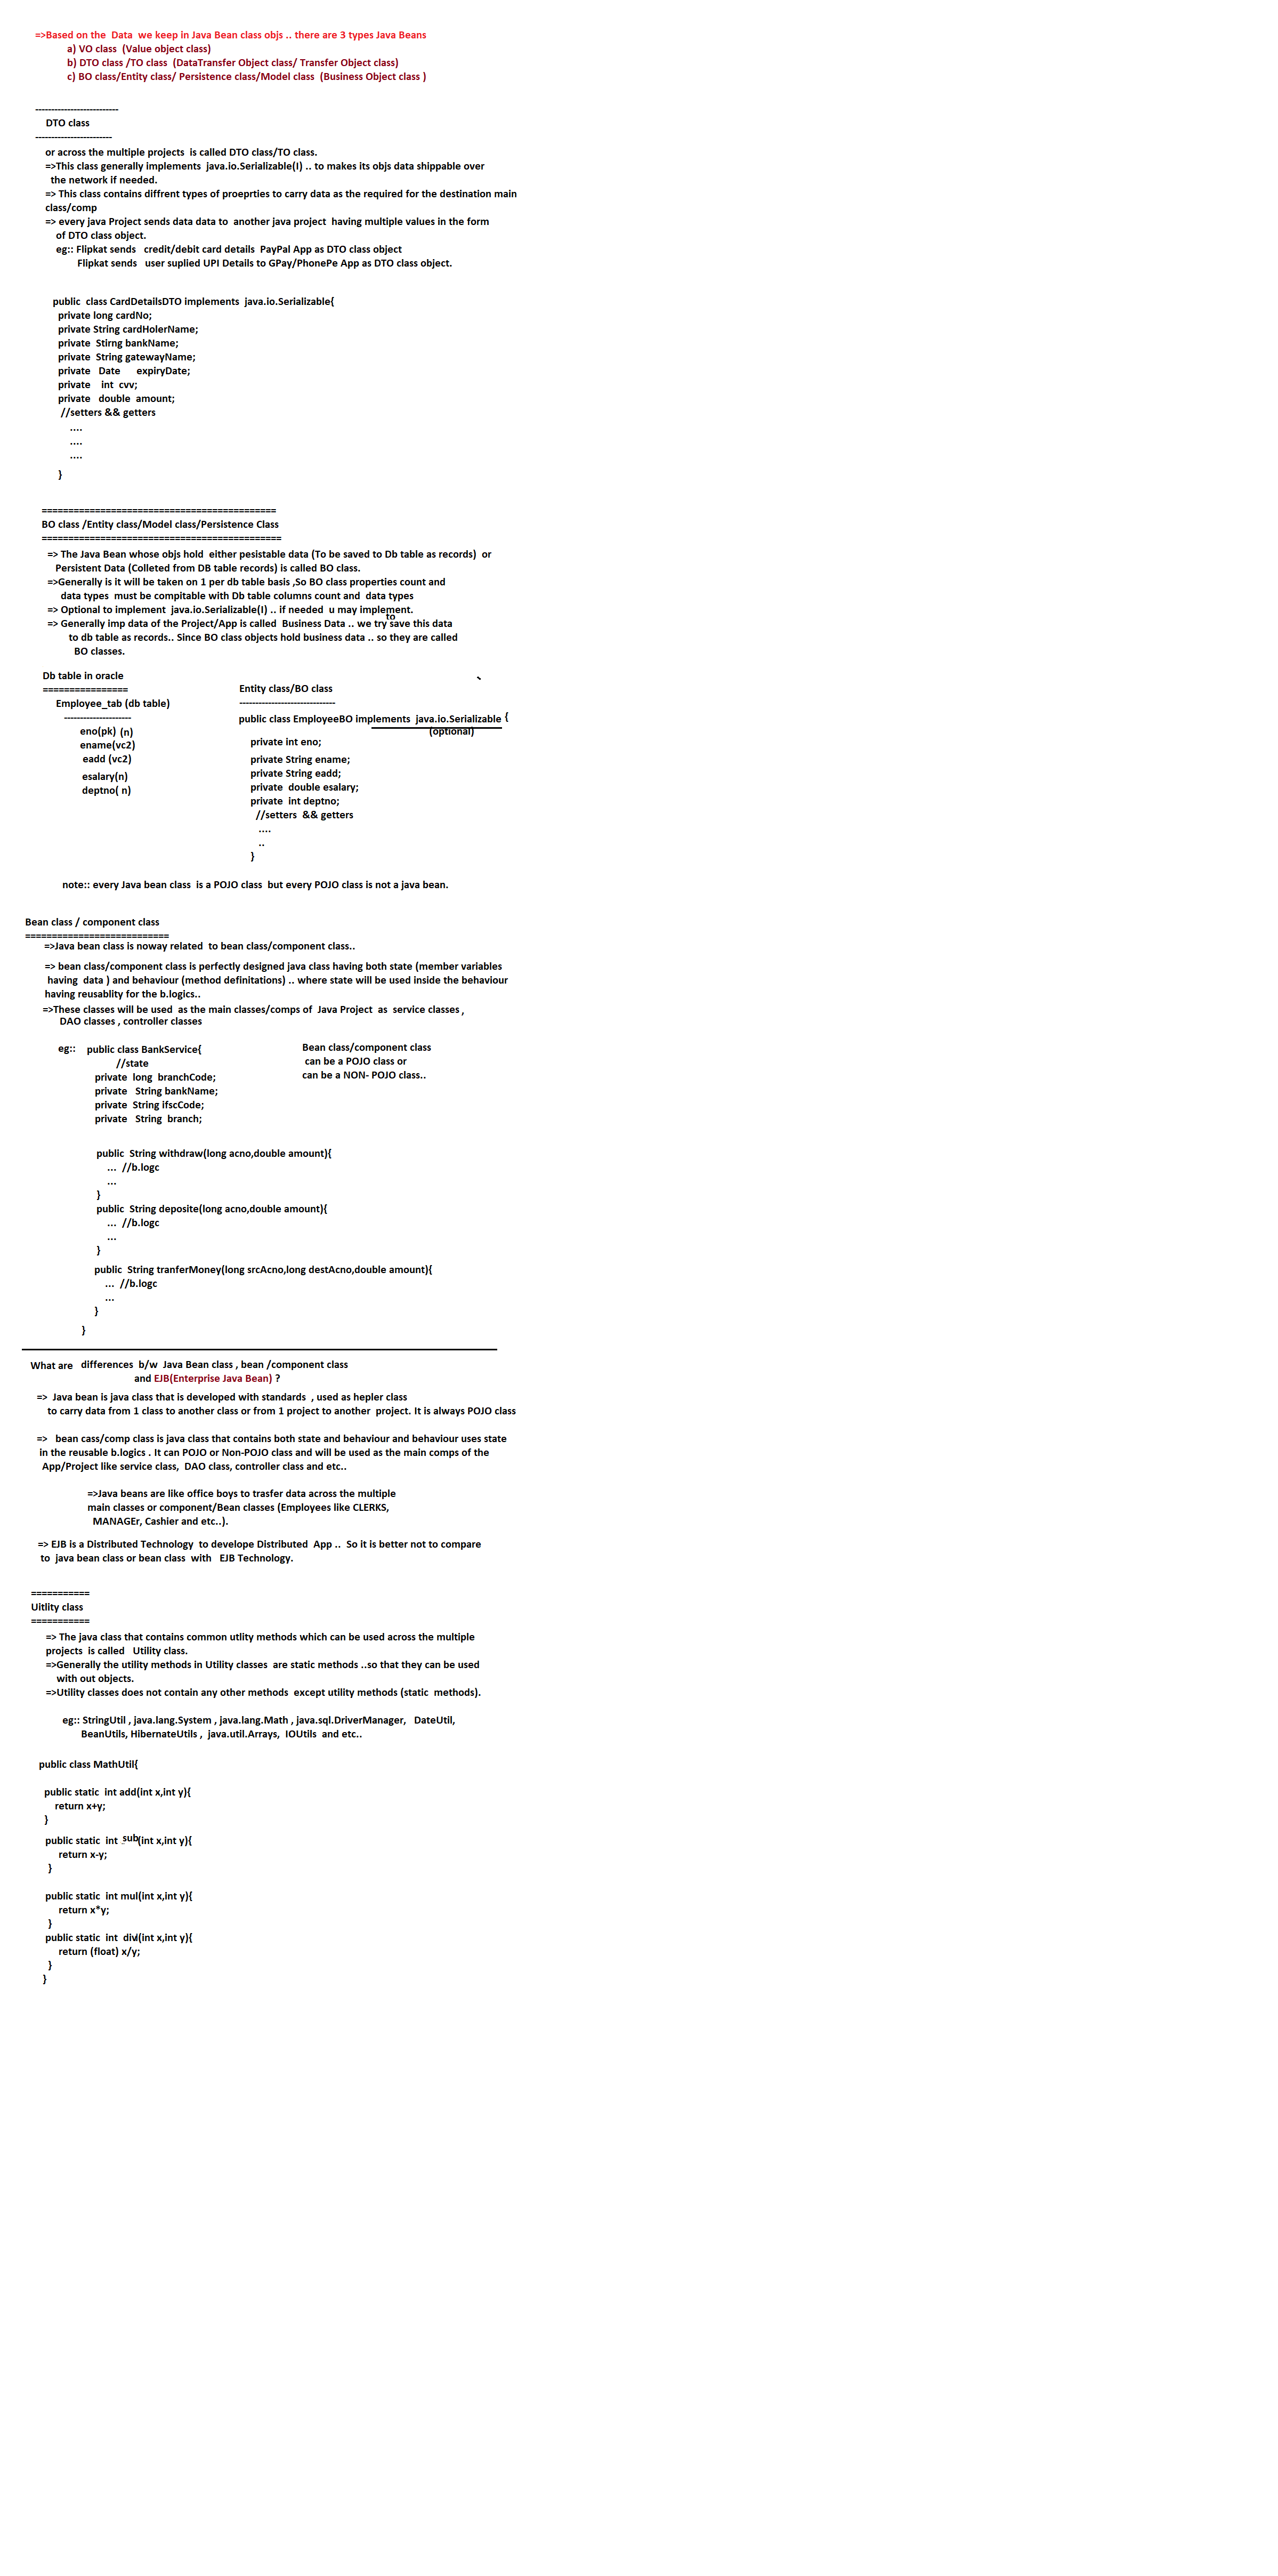 =>Based on the  Data  we keep in Java Bean class objs .. there are 3 types Java Beans
a) VO class  (Value object class)
b) DTO class /TO class  (DataTransfer Object class/ Transfer Object class)
c) BO class/Entity class/ Persistence class/Model class  (Business Object class )
--------------------------
DTO class
------------------------
or across the multiple projects  is called DTO class/TO class.
=>This class generally implements  java.io.Serializable(I) .. to makes its objs data shippable over
the network if needed.
=> This class contains diffrent types of proeprties to carry data as the required for the destination main
class/comp
=> every java Project sends data data to  another java project  having multiple values in the form
of DTO class object.
eg:: Flipkat sends   credit/debit card details  PayPal App as DTO class object
Flipkat sends   user suplied UPI Details to GPay/PhonePe App as DTO class object.
public  class CardDetailsDTO implements  java.io.Serializable{
private long cardNo;
private String cardHolerName;
private  Stirng bankName;
private  String gatewayName;
private   Date      expiryDate;
private    int  cvv;
private   double  amount;
//setters && getters
....
....
....
}
============================================
BO class /Entity class/Model class/Persistence Class
=============================================
=> The Java Bean whose objs hold  either pesistable data (To be saved to Db table as records)  or
Persistent Data (Colleted from DB table records) is called BO class.
=>Generally is it will be taken on 1 per db table basis ,So BO class properties count and
data types  must be compitable with Db table columns count and  data types
=> Optional to implement  java.io.Serializable(I) .. if needed  u may implement.
to
=> Generally imp data of the Project/App is called  Business Data .. we try save this data
to db table as records.. Since BO class objects hold business data .. so they are called
BO classes.
Db table in oracle
================
Employee_tab (db table)
---------------------
eno(pk) (n)
ename(vc2)
eadd (vc2)
esalary(n)
deptno( n)
Entity class/BO class
------------------------------
public class EmployeeBO implements  java.io.Serializable {
(optional)
private int eno;
private String ename;
private String eadd;
private  double esalary;
private  int deptno;
//setters  && getters
....
..
}
note:: every Java bean class  is a POJO class  but every POJO class is not a java bean.
Bean class / component class
===========================
=>Java bean class is noway related  to bean class/component class..
=> bean class/component class is perfectly designed java class having both state (member variables
having  data ) and behaviour (method definitations) .. where state will be used inside the behaviour
having reusablity for the b.logics..
=>These classes will be used  as the main classes/comps of  Java Project  as  service classes ,
DAO classes , controller classes
eg::    public class BankService{
//state
private  long  branchCode;
private   String bankName;
private  String ifscCode;
private   String  branch;
Bean class/component class
can be a POJO class or
can be a NON- POJO class..
public  String withdraw(long acno,double amount){
...  //b.logc
...
}
public  String deposite(long acno,double amount){
...  //b.logc
...
}
public  String tranferMoney(long srcAcno,long destAcno,double amount){
...  //b.logc
...
}
}
What are   differences  b/w  Java Bean class , bean /component class
and EJB(Enterprise Java Bean) ?
=>  Java bean is java class that is developed with standards  , used as hepler class
to carry data from 1 class to another class or from 1 project to another  project. It is always POJO class
=>   bean cass/comp class is java class that contains both state and behaviour and behaviour uses state
in the reusable b.logics . It can POJO or Non-POJO class and will be used as the main comps of the
App/Project like service class,  DAO class, controller class and etc..
=>Java beans are like office boys to trasfer data across the multiple
main classes or component/Bean classes (Employees like CLERKS,
MANAGEr, Cashier and etc..).
=> EJB is a Distributed Technology  to develope Distributed  App ..  So it is better not to compare
to  java bean class or bean class  with   EJB Technology.
===========
Uitlity class
===========
=> The java class that contains common utlity methods which can be used across the multiple
projects  is called   Utility class.
=>Generally the utility methods in Utility classes  are static methods ..so that they can be used
with out objects.
=>Utility classes does not contain any other methods  except utility methods (static  methods).
eg:: StringUtil , java.lang.System , java.lang.Math , java.sql.DriverManager,   DateUtil,
BeanUtils, HibernateUtils ,  java.util.Arrays,  IOUtils  and etc..
public class MathUtil{
public static  int add(int x,int y){
return x+y;
}
public static  int sub(int x,int y){
return x-y;
}
public static  int mul(int x,int y){
return x*y;
}
public static  int  div(int x,int y){
return (float) x/y;
}
}